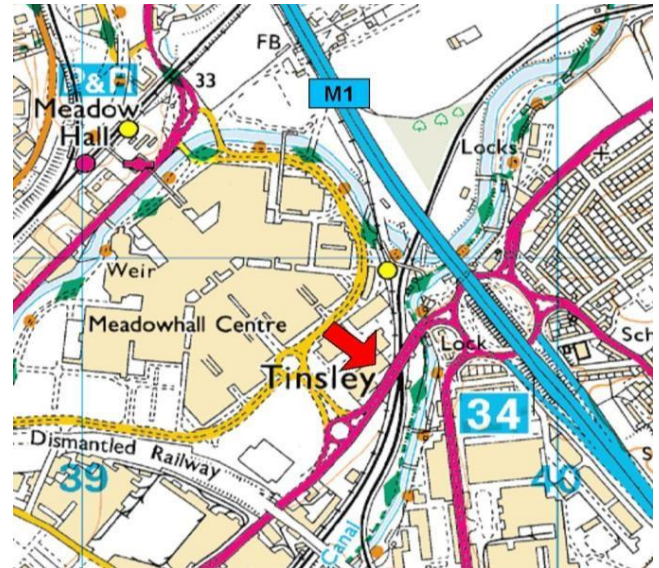 FB
P & R
33
M1
Meadow
Hall
Locks
Weir
Meadowhall Centre
Lock
Sch
Tinsley
34
Dismantled Railway
39
40
S
Canal